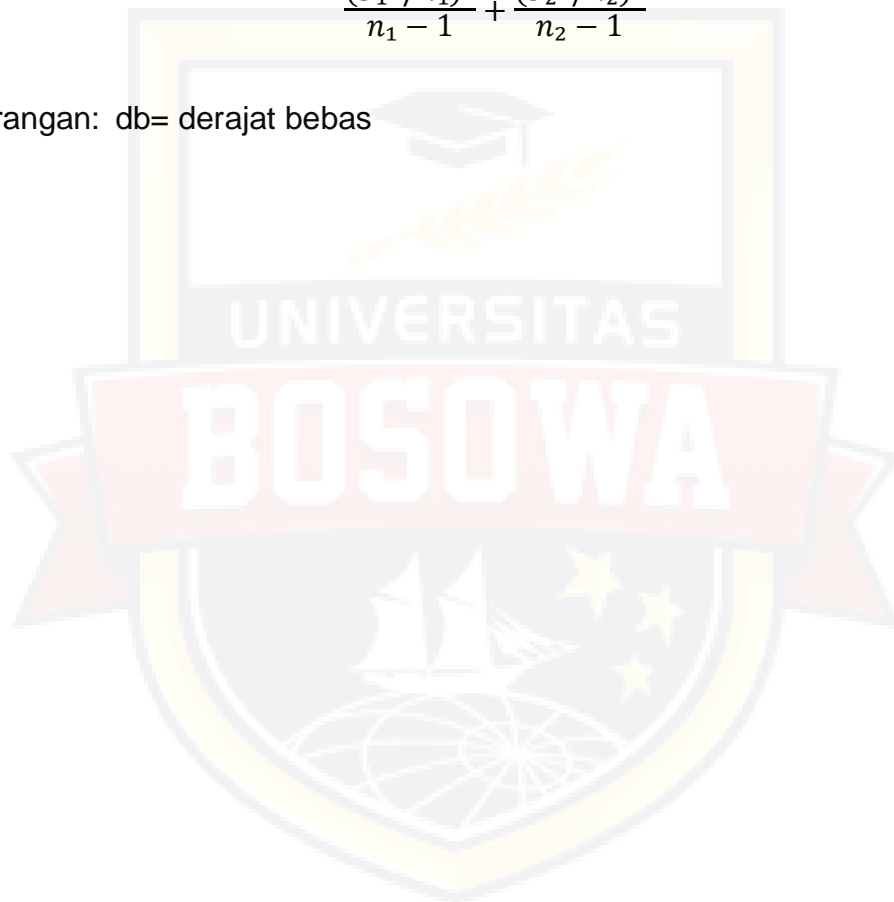 n₁ − 1 + n₂ − 1
rangan: db= derajat bebas
UNIVERSITAS
BOSOWA